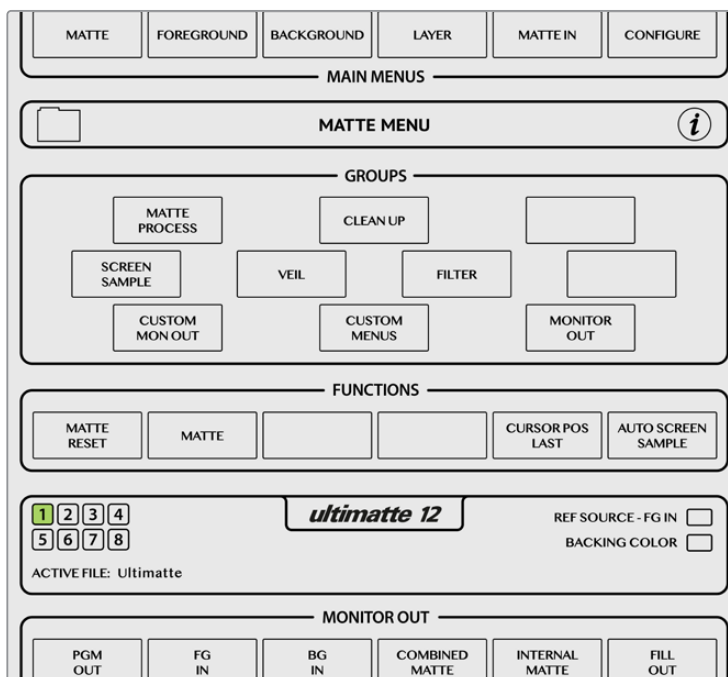 MATTE FOREGROUND BACKGROUND LAYER MATTE IN CONFIGURE
MAIN MENUS
MATTE MENU i
GROUPS
MATTE PROCESS CLEAN UP
SCREEN SAMPLE VEIL FILTER
CUSTOM MON OUT CUSTOM MENUS MONITOR OUT
FUNCTIONS
MATTE RESET MATTE CURSOR POS LAST AUTO SCREEN SAMPLE
1 2 3 4
5 6 7 8
ultimatte 12
REF SOURCE - FG IN
BACKING COLOR
ACTIVE FILE: Ultimatte
MONITOR OUT
PGM OUT FG IN BG IN COMBINED MATTE INTERNAL MATTE FILL OUT